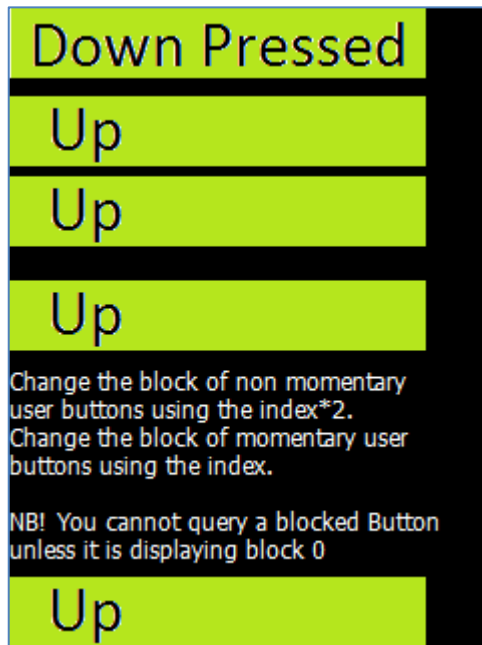 Down Pressed
Up
Up
Up
Change the block of non momentary
user buttons using the index*2.
Change the block of momentary user
buttons using the index.
NB! You cannot query a blocked Button
unless it is displaying block 0
Up